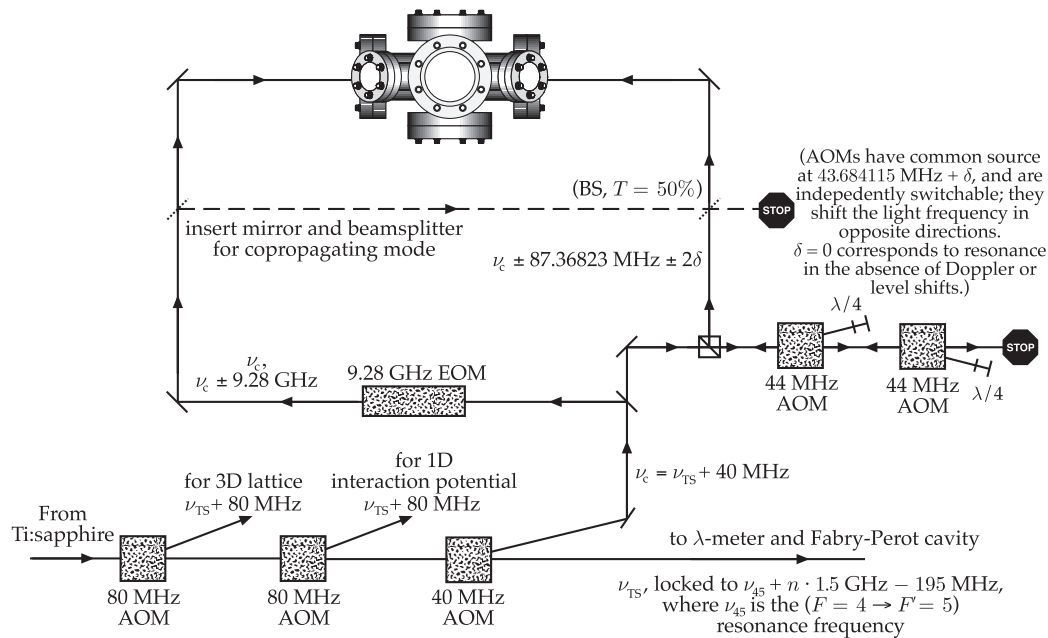 (BS, T = 50%)
STOP
(AOMs have common source
at 43.684115 MHz + δ, and are
indepedently switchable; they
shift the light frequency in
opposite directions.
δ = 0 corresponds to resonance
in the absence of Doppler or
level shifts.)
insert mirror and beamsplitter
for copropagating mode
ν_c ± 87.36823 MHz ± 2δ
λ/4
STOP
44 MHz
AOM
44 MHz
AOM
λ/4
ν_c,
ν_c ± 9.28 GHz
9.28 GHz EOM
ν_c = ν_TS + 40 MHz
for 3D lattice
ν_TS + 80 MHz
for 1D
interaction potential
ν_TS + 80 MHz
From
Ti:sapphire
80 MHz
AOM
80 MHz
AOM
40 MHz
AOM
to λ-meter and Fabry-Perot cavity
ν_TS, locked to ν_45 + n · 1.5 GHz − 195 MHz,
where ν_45 is the (F = 4 → F′ = 5)
resonance frequency